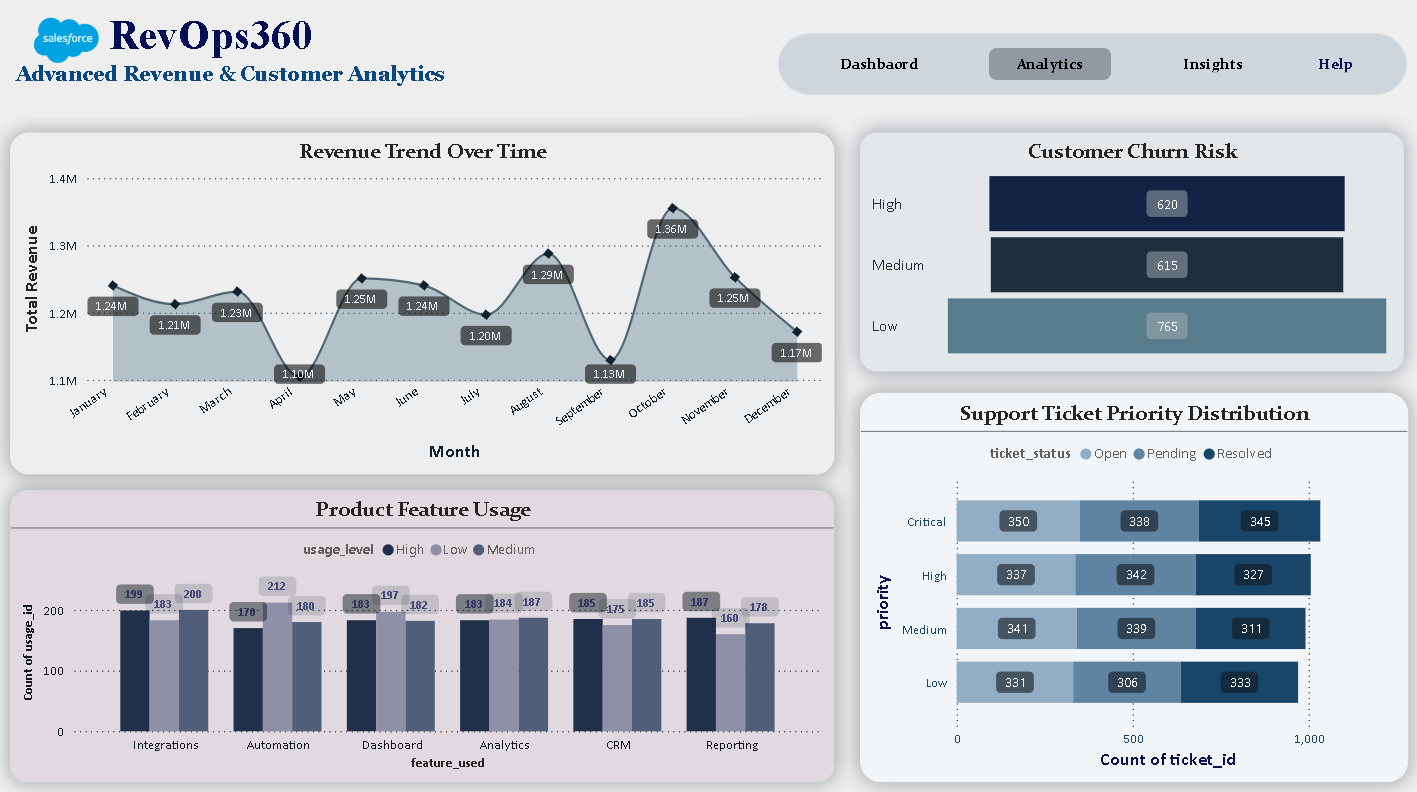 salesforce
RevOps360
Advanced Revenue & Customer Analytics
Dashbaord Analytics Insights Help
Revenue Trend Over Time
Total Revenue
1.4M
1.3M
1.2M
1.1M
1.24M
1.21M
1.23M
1.10M
1.25M
1.24M
1.20M
1.29M
1.13M
1.36M
1.25M
1.17M
January February March April May June July August September October November December
Month
Customer Churn Risk
High 620
Medium 615
Low 765
Product Feature Usage
usage_level High Low Medium
Count of usage_id
200
100
0
199 183 200
170 212 180
183 197 182
183 184 187
185 175 185
187 160 178
Integrations Automation Dashboard Analytics CRM Reporting
feature_used
Support Ticket Priority Distribution
ticket_status Open Pending Resolved
priority
Critical 350 338 345
High 337 342 327
Medium 341 339 311
Low 331 306 333
0 500 1,000
Count of ticket_id